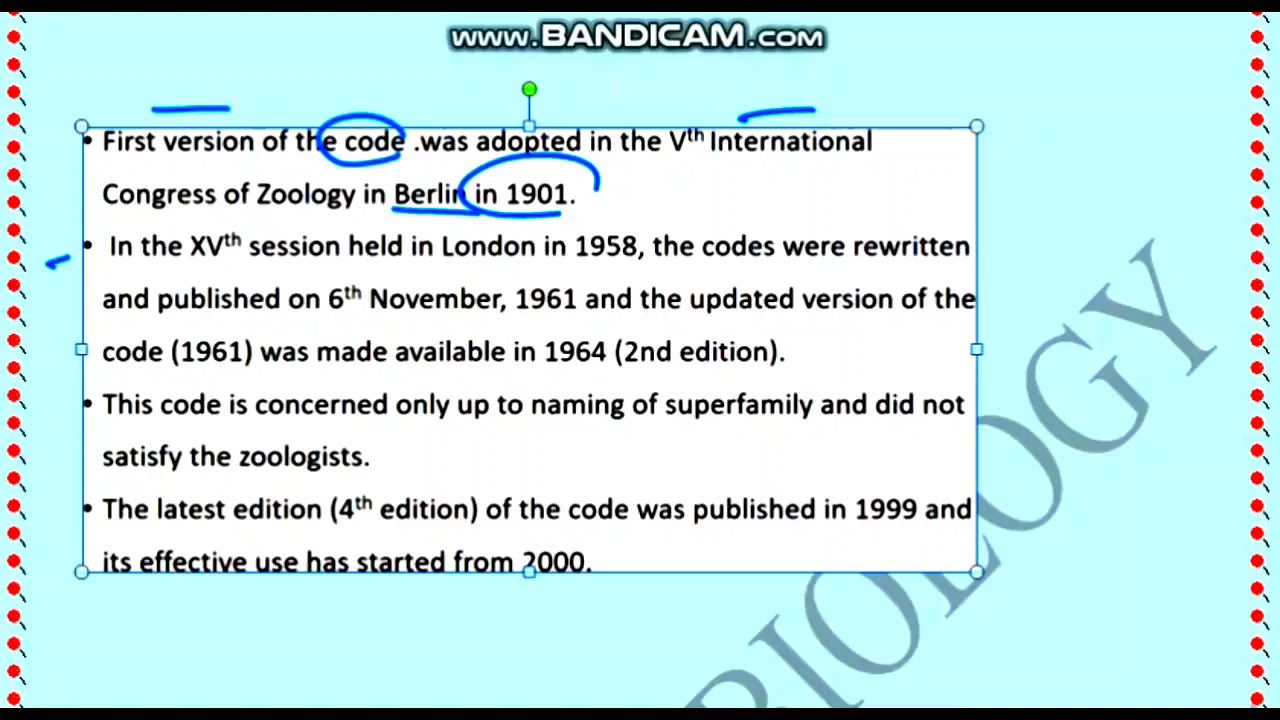 www.BANDICAM.com
• First version of the code .was adopted in the Vth International
Congress of Zoology in Berlin in 1901.
• In the XVth session held in London in 1958, the codes were rewritten
and published on 6th November, 1961 and the updated version of the
code (1961) was made available in 1964 (2nd edition).
• This code is concerned only up to naming of superfamily and did not
satisfy the zoologists.
• The latest edition (4th edition) of the code was published in 1999 and
its effective use has started from 2000.
BIOLOGY